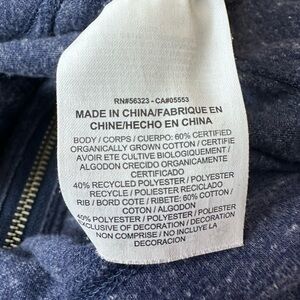 RN#56323 - CA#05553
MADE IN CHINA/FABRIQUE EN
CHINE/HECHO EN CHINA
BODY / CORPS / CUERPO: 60% CERTIFIED
ORGANICALLY GROWN COTTON / CERTIFIE
AVOIR ETE CULTIVE BIOLOGIQUEMENT /
ALGODON CRECIDO ORGANICAMENTE
CERTIFICADO
40% RECYCLED POLYESTER / POLYESTER
RECYCLE / POLIESTER RECICLADO
RIB / BORD COTE / RIBETE: 60% COTTON /
COTON / ALGODON
40% POLYESTER / POLYESTER / POLIESTER
EXCLUSIVE OF DECORATION / DECORATION
NON COMPRISE / NO INCLUYE LA
DECORACION